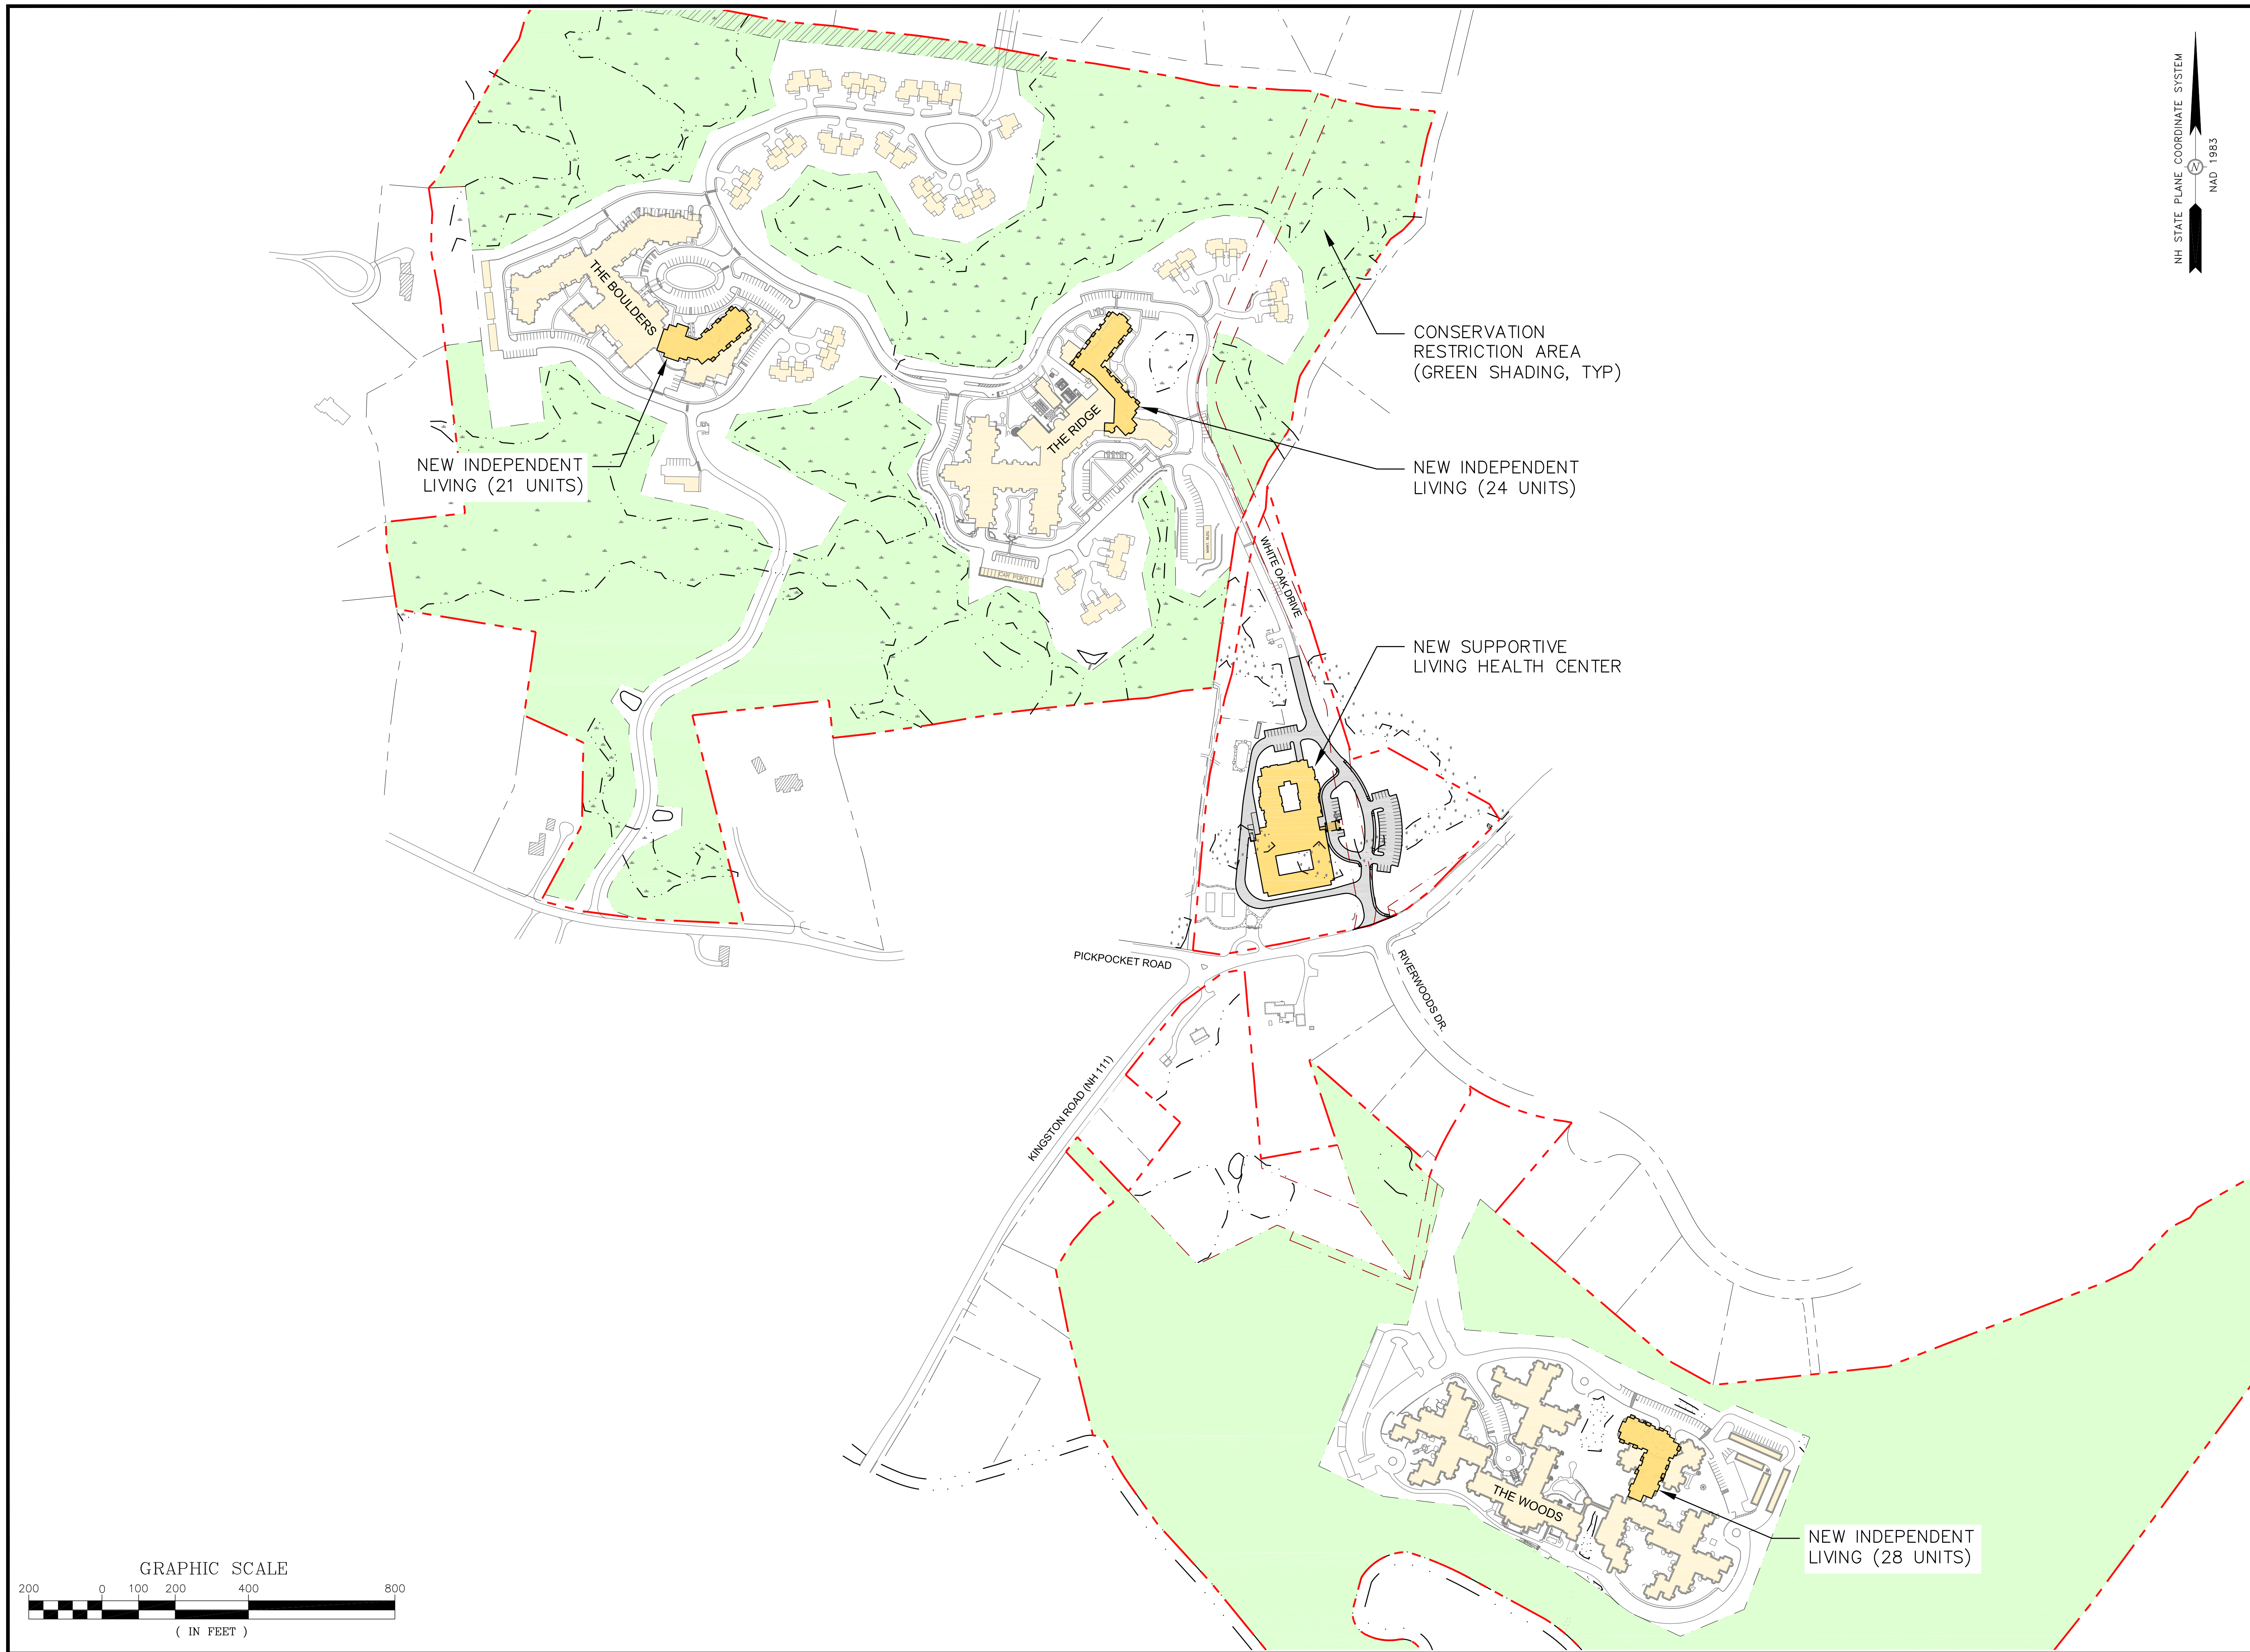 NH STATE PLANE COORDINATE SYSTEM
N
NAD 1983
THE BOULDERS
THE RIDGE
CONSERVATION
RESTRICTION AREA
(GREEN SHADING, TYP)
NEW INDEPENDENT
LIVING (21 UNITS)
NEW INDEPENDENT
LIVING (24 UNITS)
CAR PORT
WHITE OAK DRIVE
NEW SUPPORTIVE
LIVING HEALTH CENTER
PICKPOCKET ROAD
RIVERWOODS DR.
KINGSTON ROAD (NH 111)
THE WOODS
NEW INDEPENDENT
LIVING (28 UNITS)
GRAPHIC SCALE
200 0 100 200 400 800
( IN FEET )